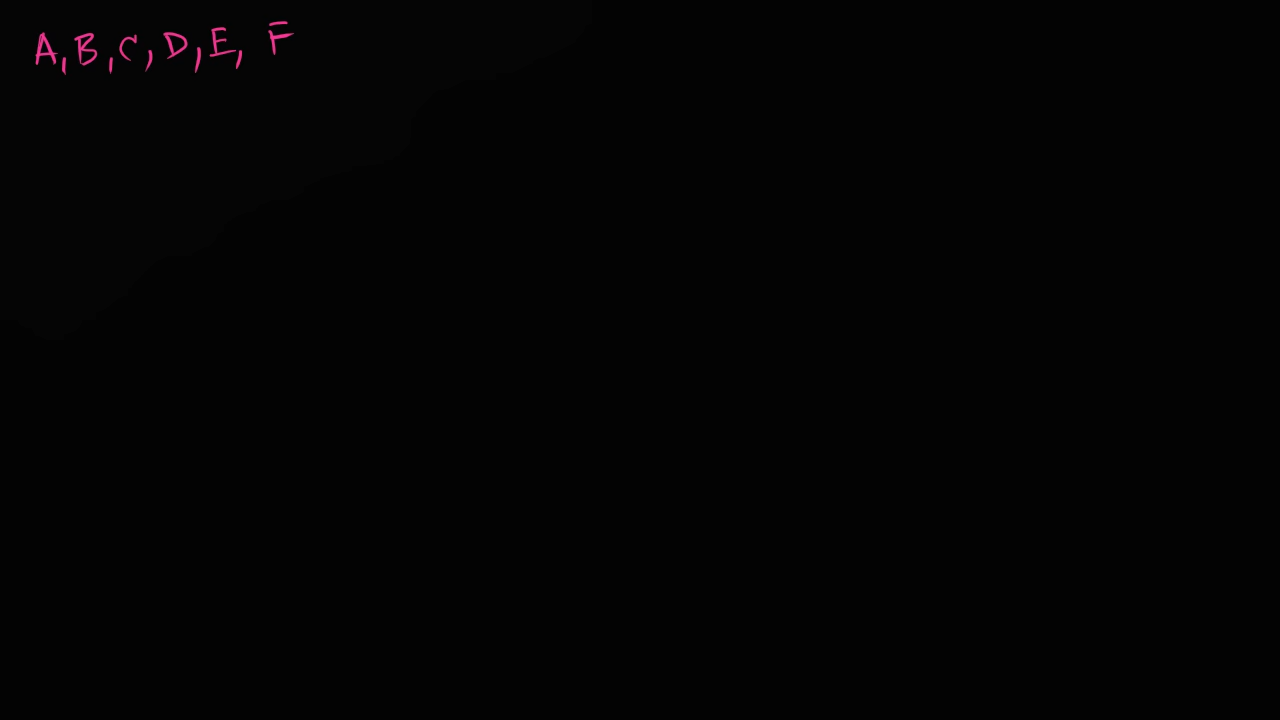 A, B, C, D, E, F